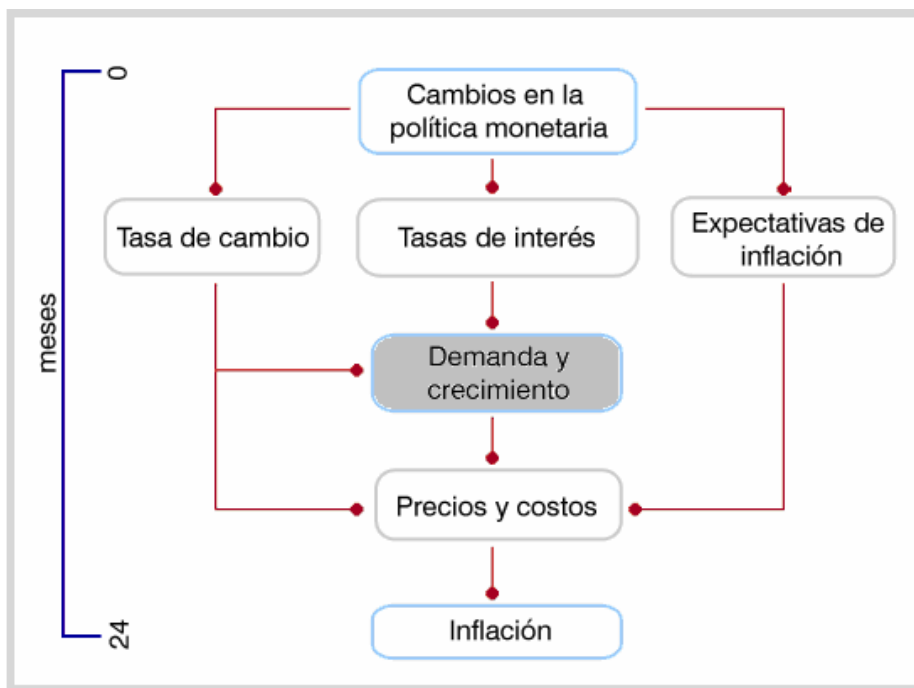 0
Cambios en la
política monetaria
Tasa de cambio
Tasas de interés
Expectativas de
inflación
meses
Demanda y
crecimiento
Precios y costos
Inflación
24